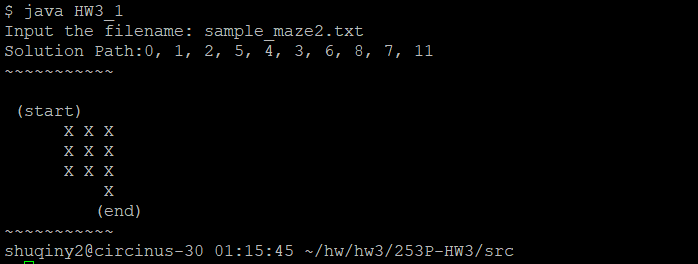 $ java HW3_1
Input the filename: sample_maze2.txt
Solution Path:0, 1, 2, 5, 4, 3, 6, 8, 7, 11
~~~~~~~~~~~
(start)
X X X
X X X
X X X
X
(end)
~~~~~~~~~~~
shuqiny2@circinus-30 01:15:45 ~/hw/hw3/253P-HW3/src